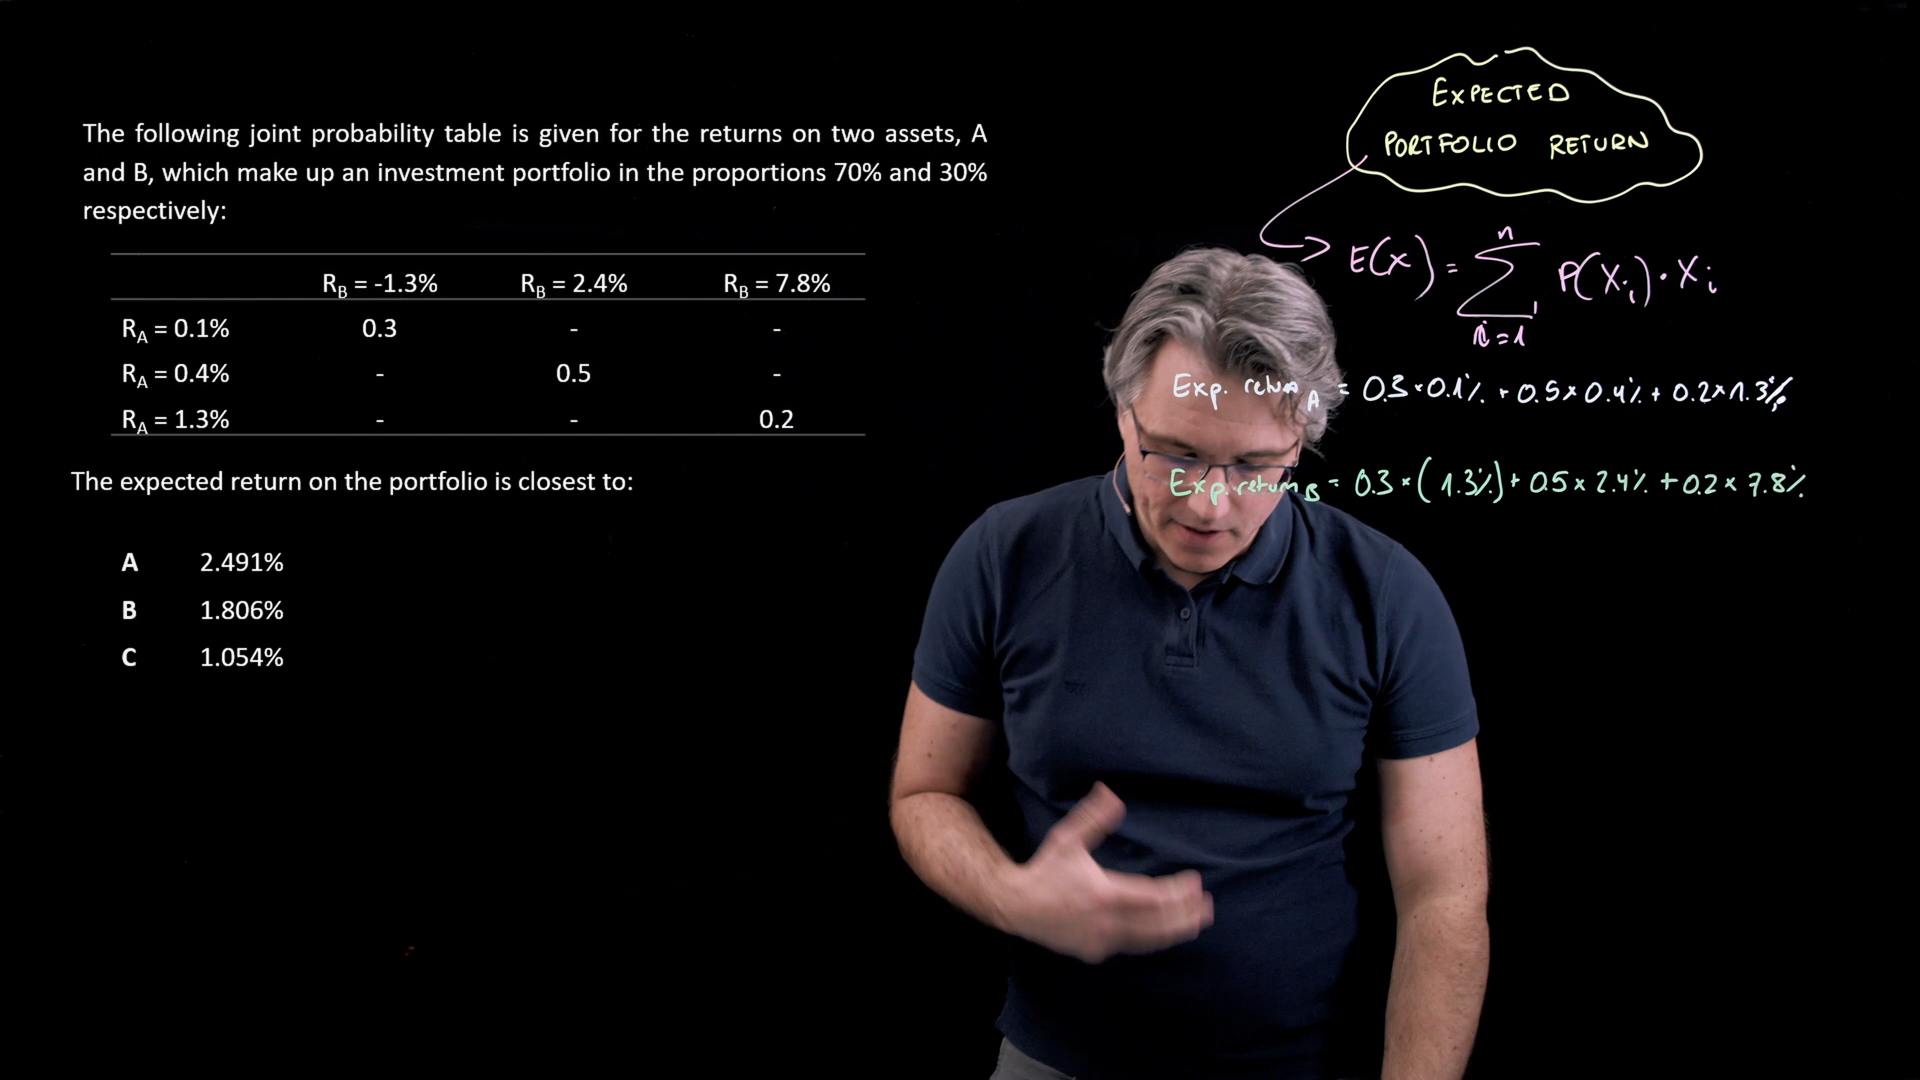 The following joint probability table is given for the returns on two assets, A
and B, which make up an investment portfolio in the proportions 70% and 30%
respectively:
R_B = -1.3% R_B = 2.4% R_B = 7.8%
R_A = 0.1% 0.3 - -
R_A = 0.4% - 0.5 -
R_A = 1.3% - - 0.2
The expected return on the portfolio is closest to:
A 2.491%
B 1.806%
C 1.054%
EXPECTED
PORTFOLIO RETURN
E(X) = ∑ⁿᵢ₌₁ P(Xᵢ) · Xᵢ
Exp. return A = 0.3 × 0.1% + 0.5 × 0.4% + 0.2 × 1.3%
Exp. return B = 0.3 × ( 1.3%) + 0.5 × 2.4% + 0.2 × 7.8%